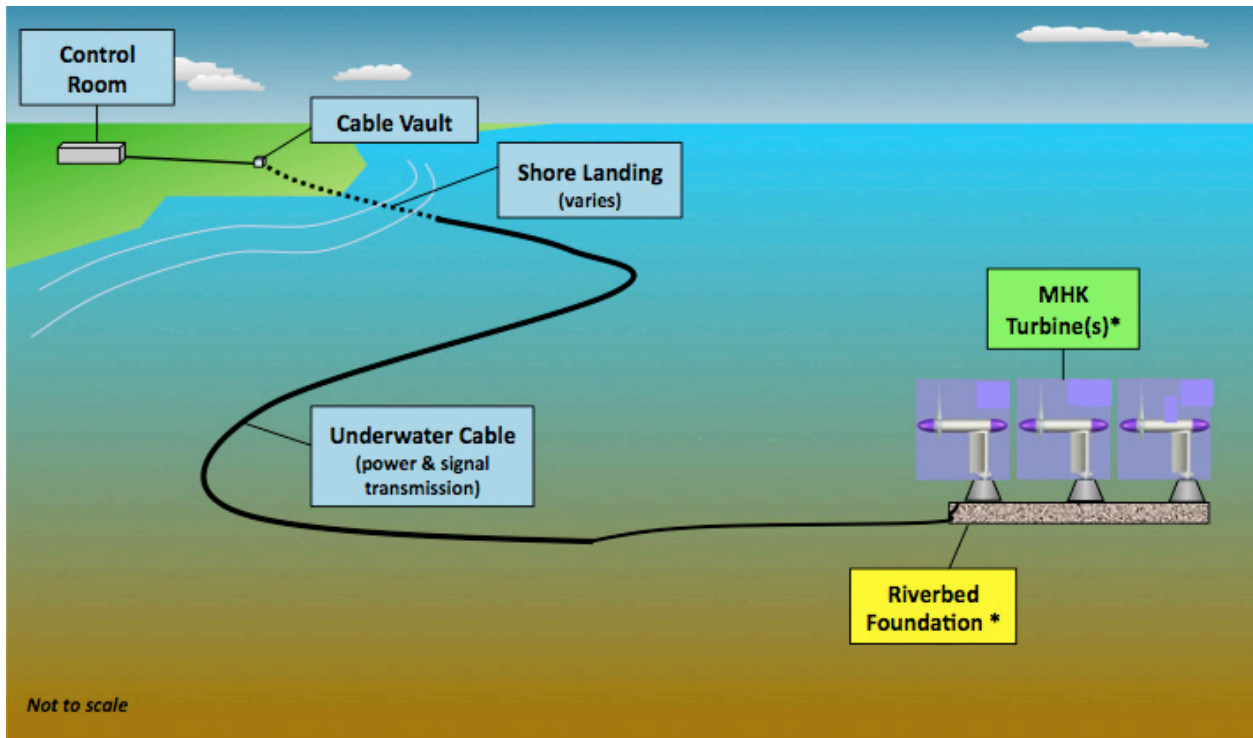 Control
Room
Cable Vault
Shore Landing
(varies)
MHK
Turbine(s)*
Underwater Cable
(power & signal
transmission)
Riverbed
Foundation *
Not to scale